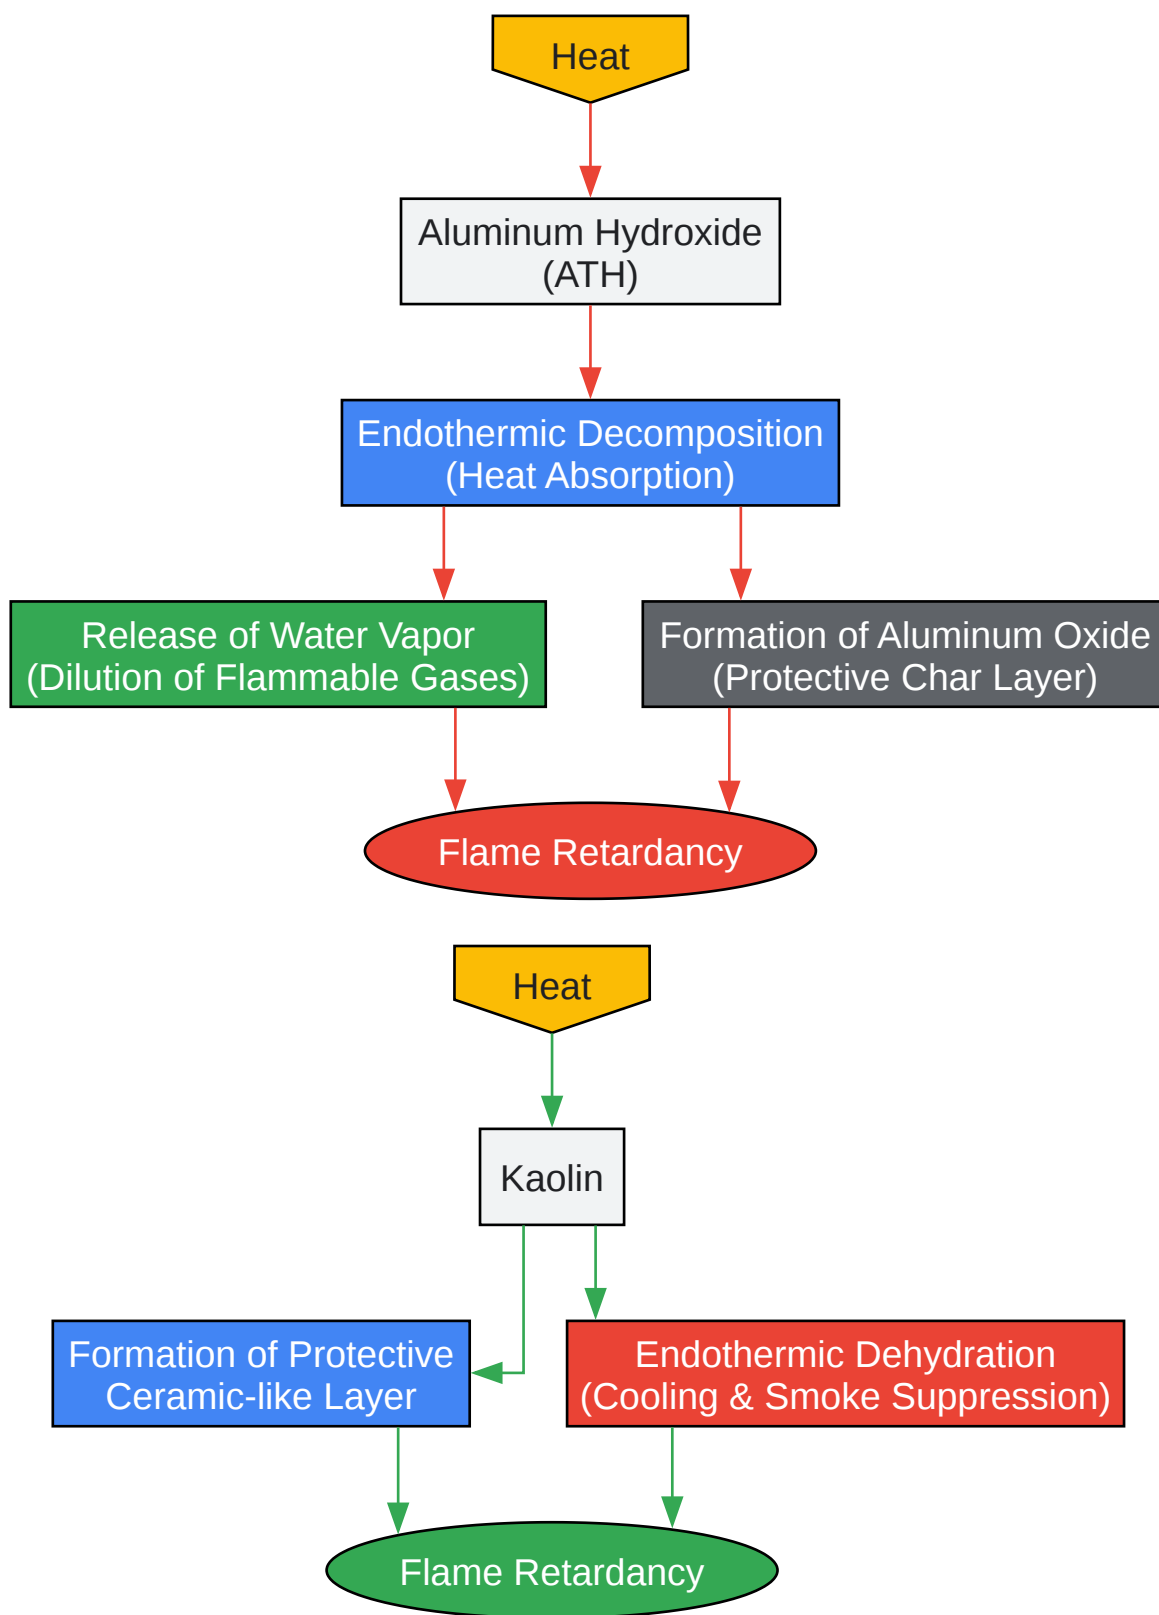 Heat
Aluminum Hydroxide
(ATH)
Endothermic Decomposition
(Heat Absorption)
Release of Water Vapor
(Dilution of Flammable Gases)
Formation of Aluminum Oxide
(Protective Char Layer)
Flame Retardancy
Heat
Kaolin
Formation of Protective
Ceramic-like Layer
Endothermic Dehydration
(Cooling & Smoke Suppression)
Flame Retardancy